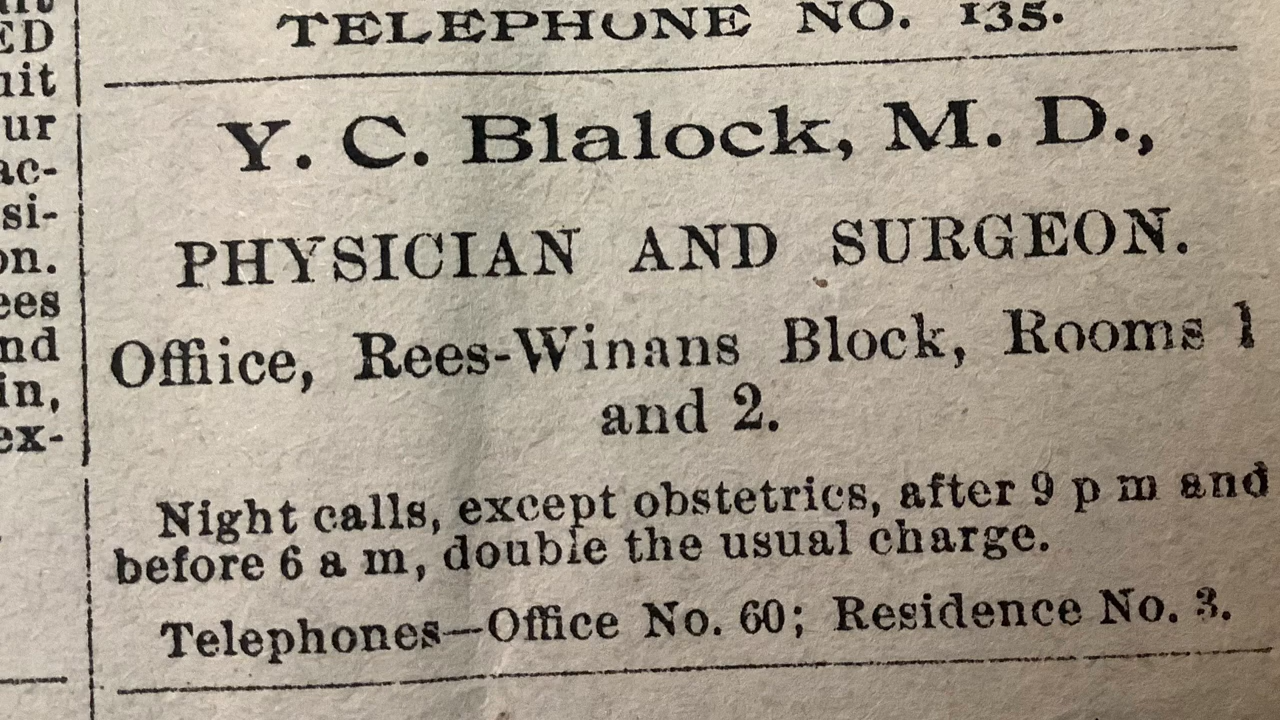 ED
uit
ur
ac-
si-
on.
ees
nd
in,
ex-
TELEPHONE NO. 135.
Y. C. Blalock, M. D.,
PHYSICIAN AND SURGEON.
Offiice, Rees-Winans Block, Rooms 1
and 2.
Night calls, except obstetrics, after 9 p m and
before 6 a m, double the usual charge.
Telephones—Office No. 60; Residence No. 3.